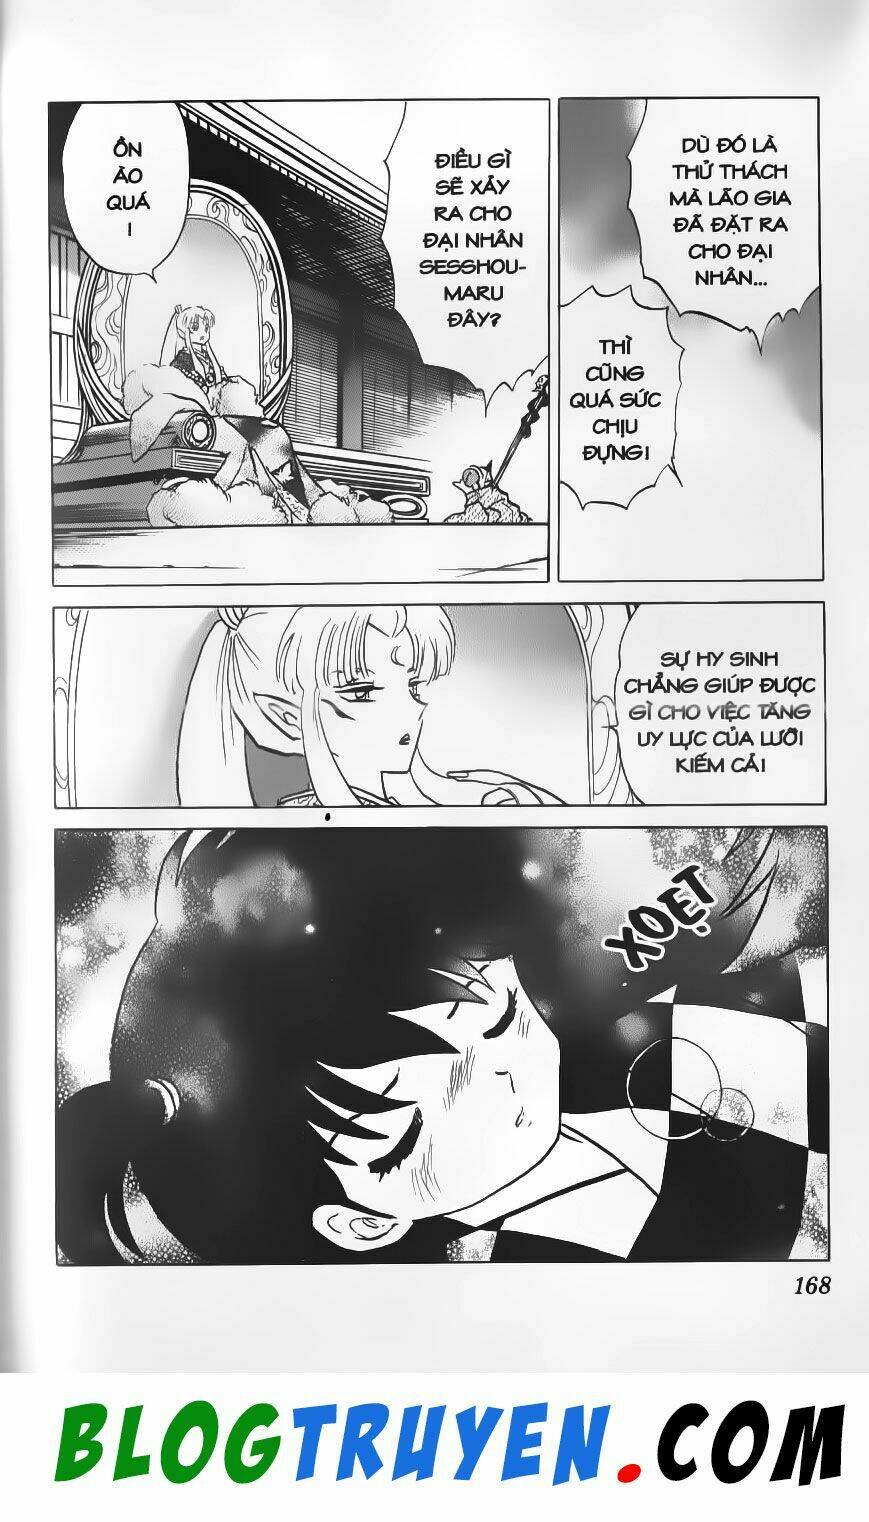 DÙ ĐÓ LÀ
THỬ THÁCH
MÀ LÃO GIA
ĐÃ ĐẶT RA
CHO ĐẠI
NHÂN...
THÌ
CŨNG
QUÁ SỨC
CHỊU
ĐỰNG!
ĐIỀU GÌ
SẼ XẢY
RA CHO
ĐẠI NHÂN
SESSHOU-
MARU
ĐÂY?
ỒN
ÀO
QUÁ
!
SỰ HY SINH
CHẲNG GIÚP ĐƯỢC
GÌ CHO VIỆC TĂNG
UY LỰC CỦA LƯỠI
KIẾM CẢ!
XOẸT
168
BLOGTRUYEN.COM